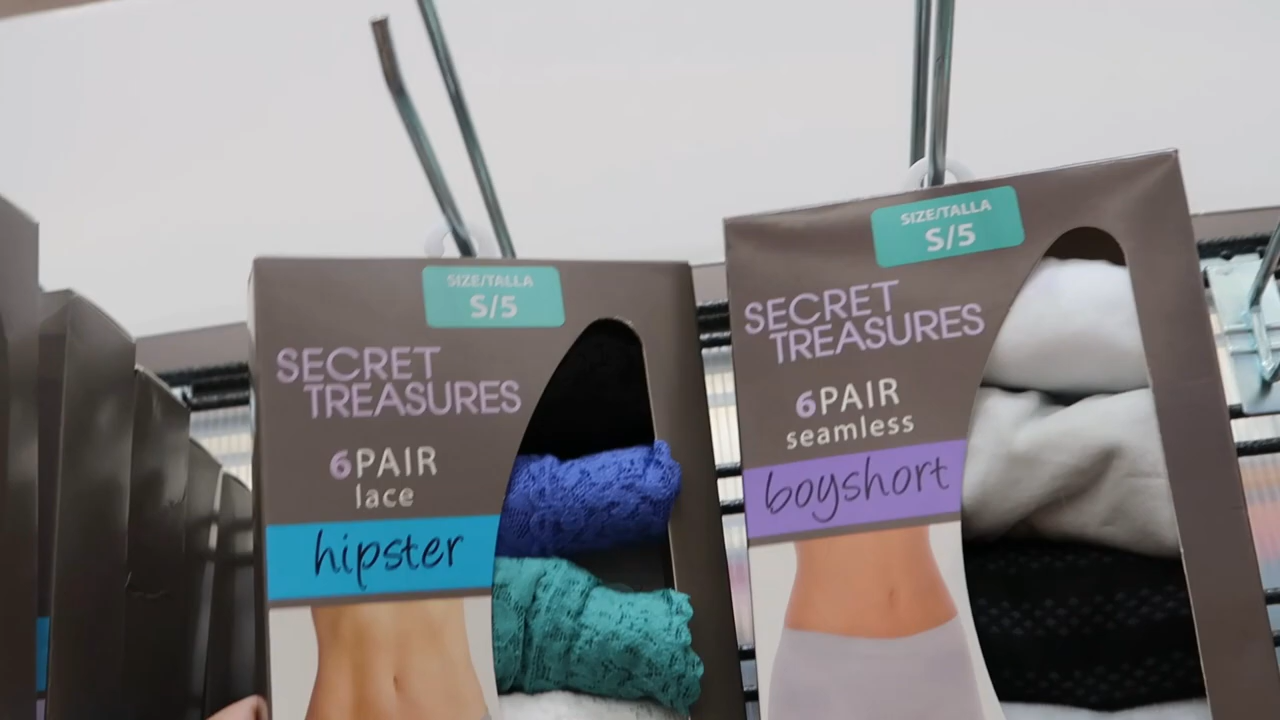 SIZE/TALLA
S/5
SECRET
TREASURES
6PAIR
lace
hipster
SIZE/TALLA
S/5
SECRET
TREASURES
6PAIR
seamless
boyshort